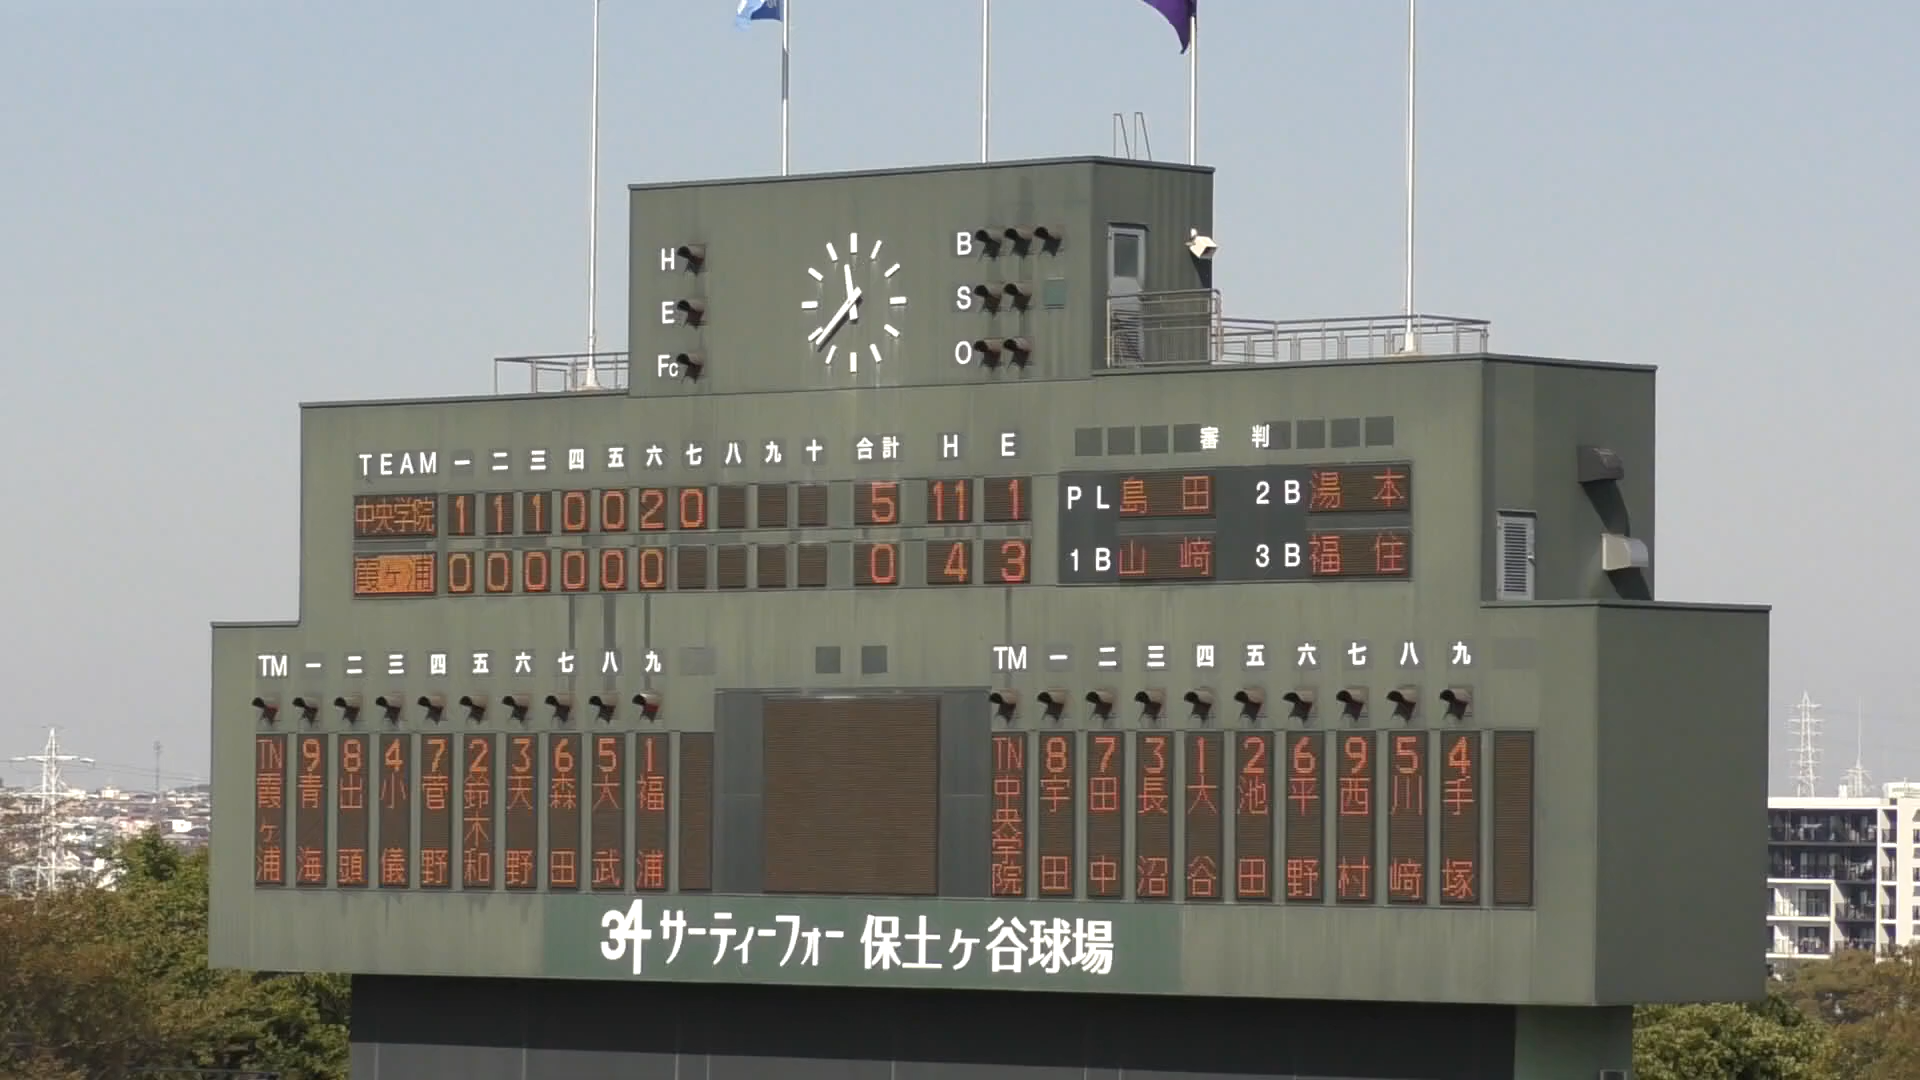 H B
E S
Fc O
TEAM 一 二 三 四 五 六 七 八 九 十 合計 H E 審 判
中央学院 1 1 1 0 0 2 0 5 11 1 PL 島田 2B 湯本
霞ヶ浦 0 0 0 0 0 0 0 4 3 1B 山﨑 3B 福住
TM 一 二 三 四 五 六 七 八 九
TN 霞ヶ浦
9 青海
8 出頭
4 小儀
7 菅野
2 鈴木和
3 天野
6 森田
5 大武
1 福浦
TM 一 二 三 四 五 六 七 八 九
TN 中央学院
8 宇田
7 田中
3 長沼
1 大谷
2 池田
6 平野
9 西村
5 川﨑
4 手塚
34 サーティーフォー 保土ヶ谷球場